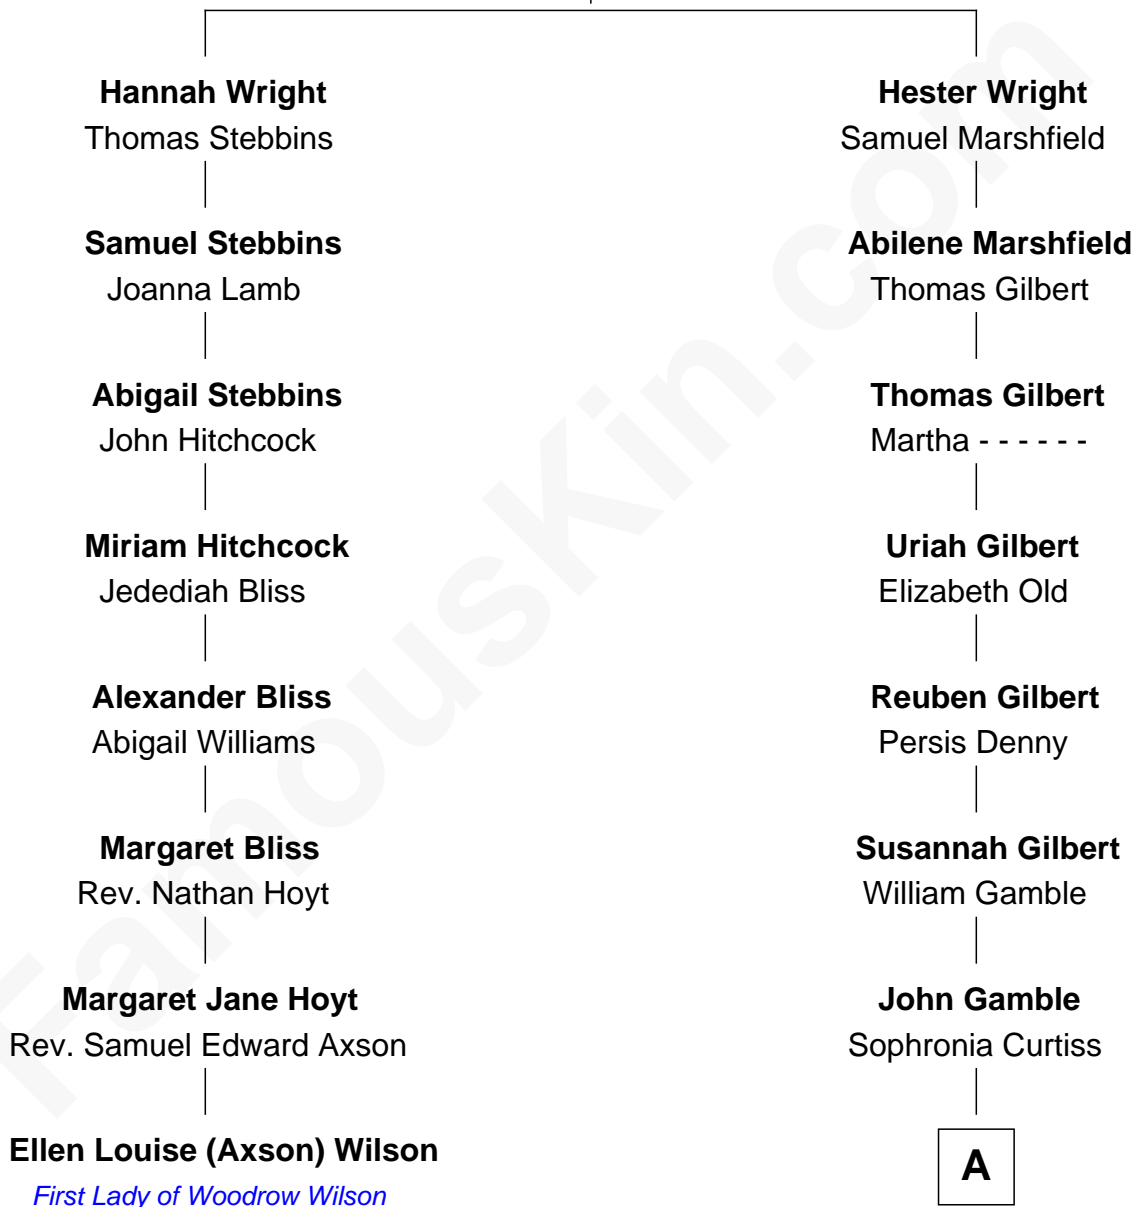 Hannah Wright
Thomas Stebbins
Samuel Stebbins
Joanna Lamb
Abigail Stebbins
John Hitchcock
Miriam Hitchcock
Jedediah Bliss
Alexander Bliss
Abigail Williams
Margaret Bliss
Rev. Nathan Hoyt
Margaret Jane Hoyt
Rev. Samuel Edward Axson
Ellen Louise (Axson) Wilson
First Lady of Woodrow Wilson
Hester Wright
Samuel Marshfield
Abilene Marshfield
Thomas Gilbert
Thomas Gilbert
Martha - - - - - -
Uriah Gilbert
Elizabeth Old
Reuben Gilbert
Persis Denny
Susannah Gilbert
William Gamble
John Gamble
Sophronia Curtiss
A
FamousKin.com